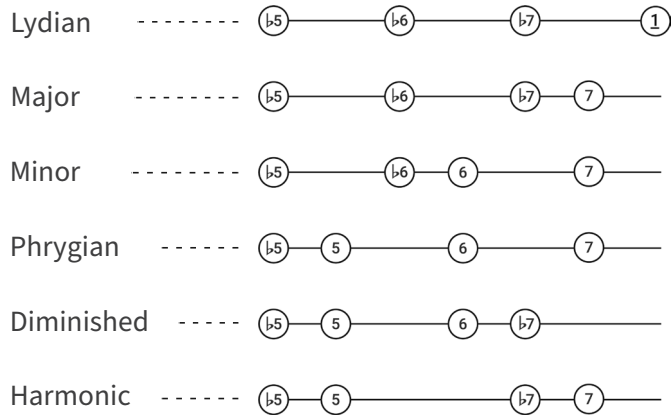 Lydian ♭5 ♭6 ♭7 1
Major ♭5 ♭6 ♭7 7
Minor ♭5 ♭6 6 7
Phrygian ♭5 5 6 7
Diminished ♭5 5 6 ♭7
Harmonic ♭5 5 ♭7 7